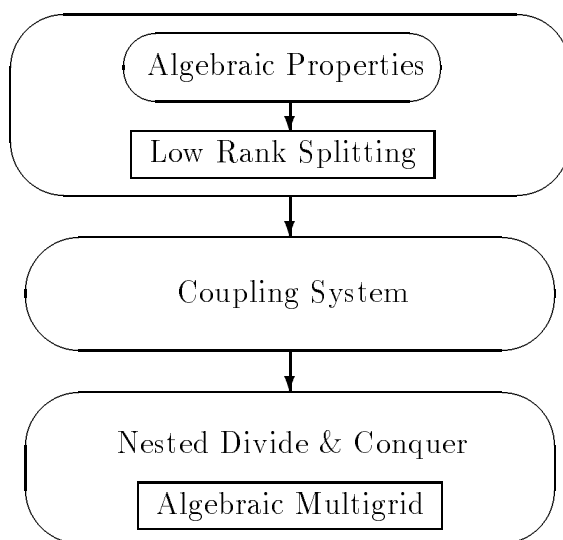 Algebraic Properties
Low Rank Splitting
Coupling System
Nested Divide & Conquer
Algebraic Multigrid